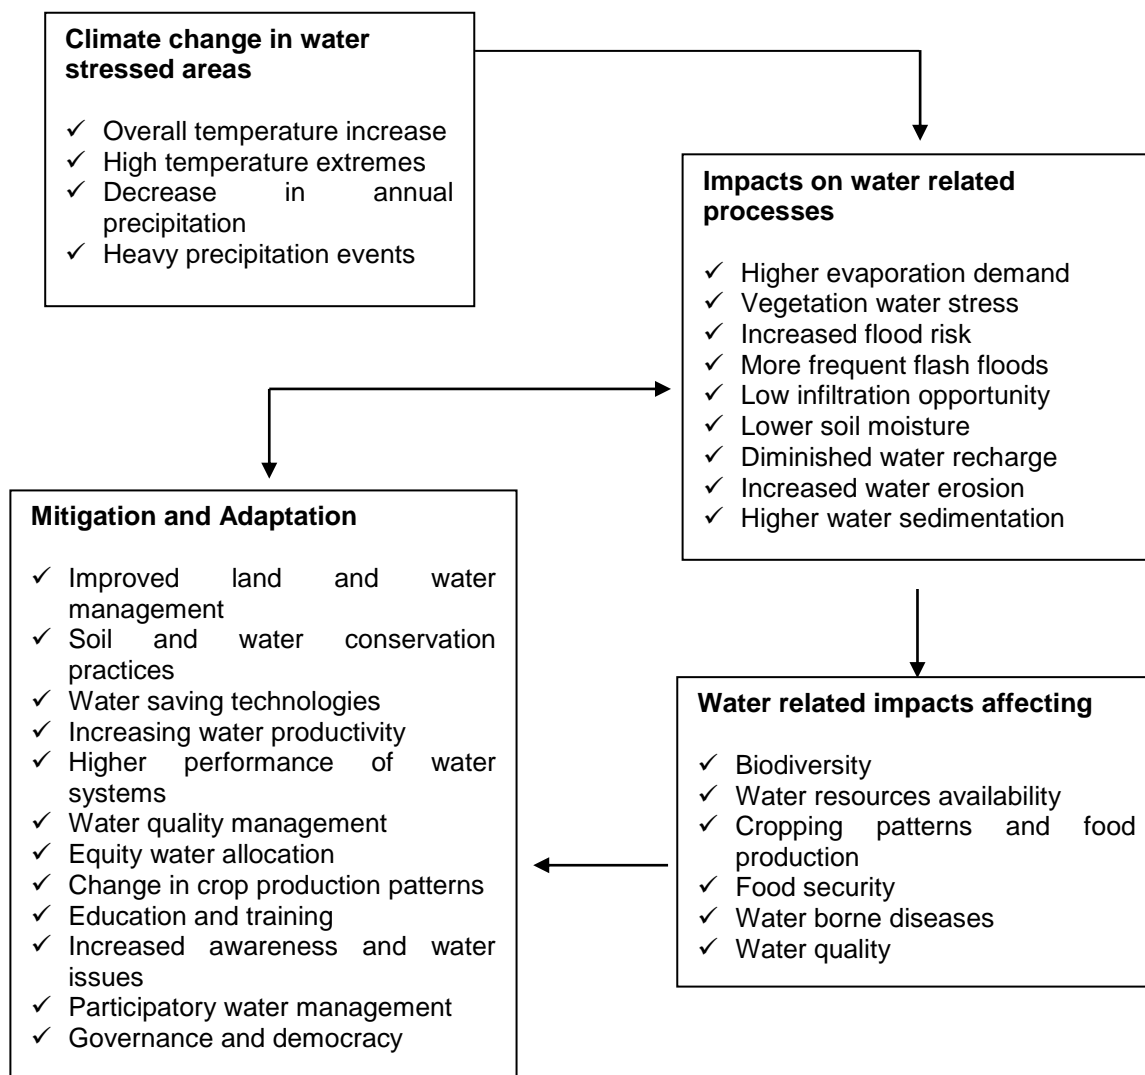 Climate change in water
stressed areas
✓ Overall temperature increase
✓ High temperature extremes
✓ Decrease in annual
precipitation
✓ Heavy precipitation events
Impacts on water related
processes
✓ Higher evaporation demand
✓ Vegetation water stress
✓ Increased flood risk
✓ More frequent flash floods
✓ Low infiltration opportunity
✓ Lower soil moisture
✓ Diminished water recharge
✓ Increased water erosion
✓ Higher water sedimentation
Mitigation and Adaptation
✓ Improved land and water
management
✓ Soil and water conservation
practices
✓ Water saving technologies
✓ Increasing water productivity
✓ Higher performance of water
systems
✓ Water quality management
✓ Equity water allocation
✓ Change in crop production patterns
✓ Education and training
✓ Increased awareness and water
issues
✓ Participatory water management
✓ Governance and democracy
Water related impacts affecting
✓ Biodiversity
✓ Water resources availability
✓ Cropping patterns and food
production
✓ Food security
✓ Water borne diseases
✓ Water quality